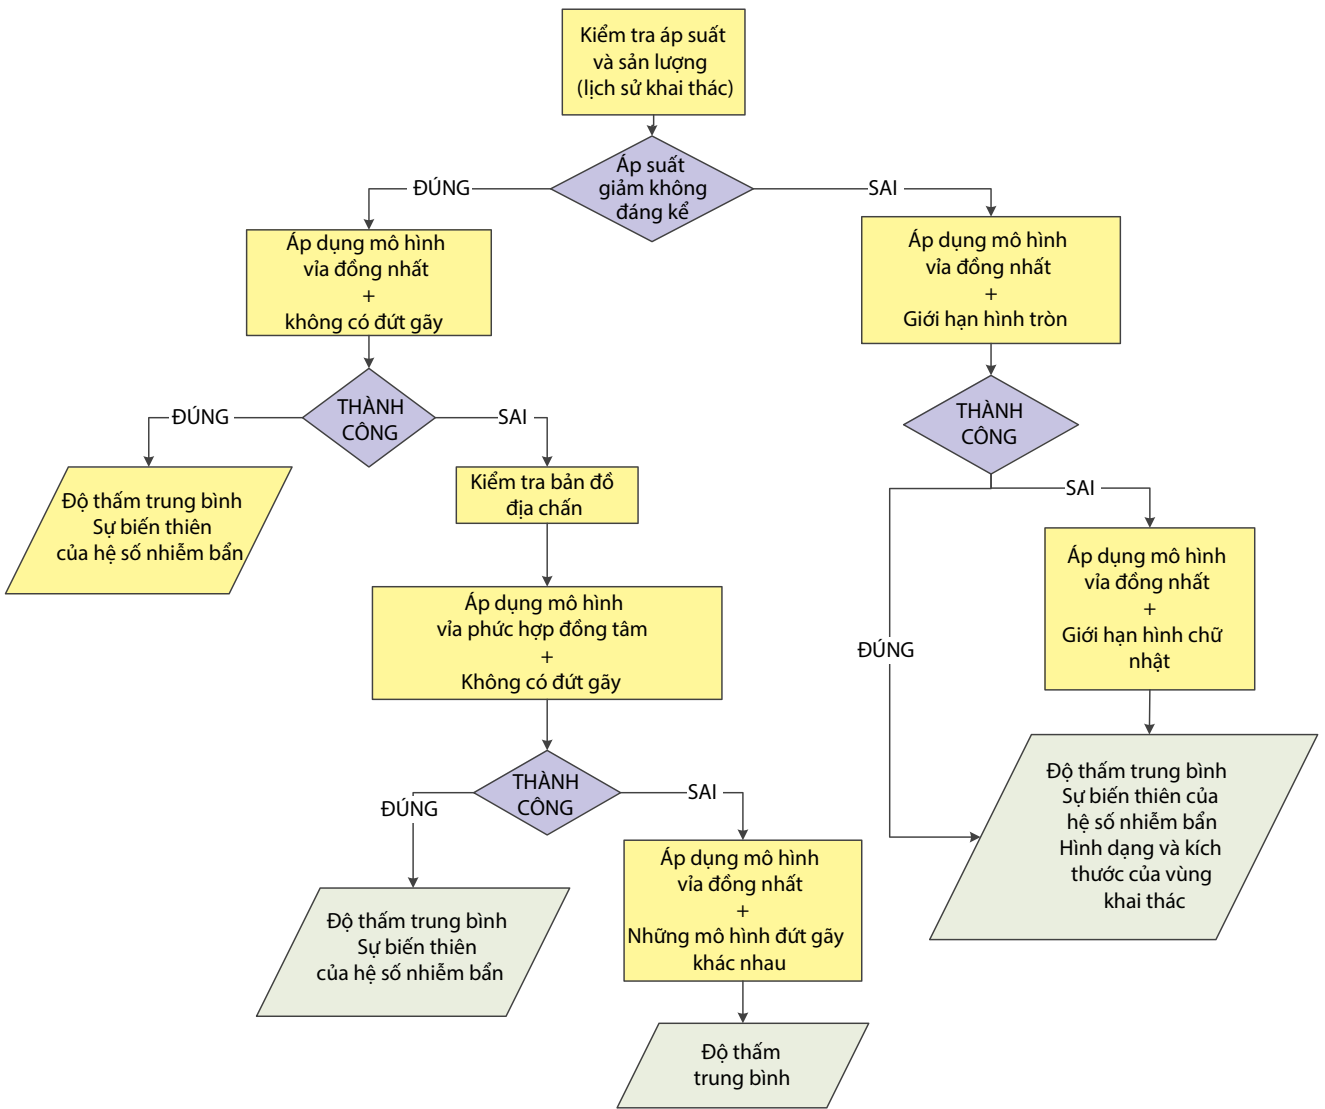 Kiểm tra áp suất
và sản lượng
(lịch sử khai thác)
Áp suất
giảm không
đáng kể
ĐÚNG
SAI
Áp dụng mô hình
vỉa đồng nhất
+
không có đứt gãy
Áp dụng mô hình
vỉa đồng nhất
+
Giới hạn hình tròn
THÀNH
CÔNG
ĐÚNG
SAI
THÀNH
CÔNG
SAI
ĐÚNG
Độ thấm trung bình
Sự biến thiên
của hệ số nhiễm bẩn
Kiểm tra bản đồ
địa chấn
Áp dụng mô hình
vỉa đồng nhất
+
Giới hạn hình chữ
nhật
Áp dụng mô hình
vỉa phức hợp đồng tâm
+
Không có đứt gãy
THÀNH
CÔNG
ĐÚNG
SAI
Độ thấm trung bình
Sự biến thiên của
hệ số nhiễm bẩn
Hình dạng và kích
thước của vùng
khai thác
Độ thấm trung bình
Sự biến thiên
của hệ số nhiễm bẩn
Áp dụng mô hình
vỉa đồng nhất
+
Những mô hình đứt gãy
khác nhau
Độ thấm
trung bình